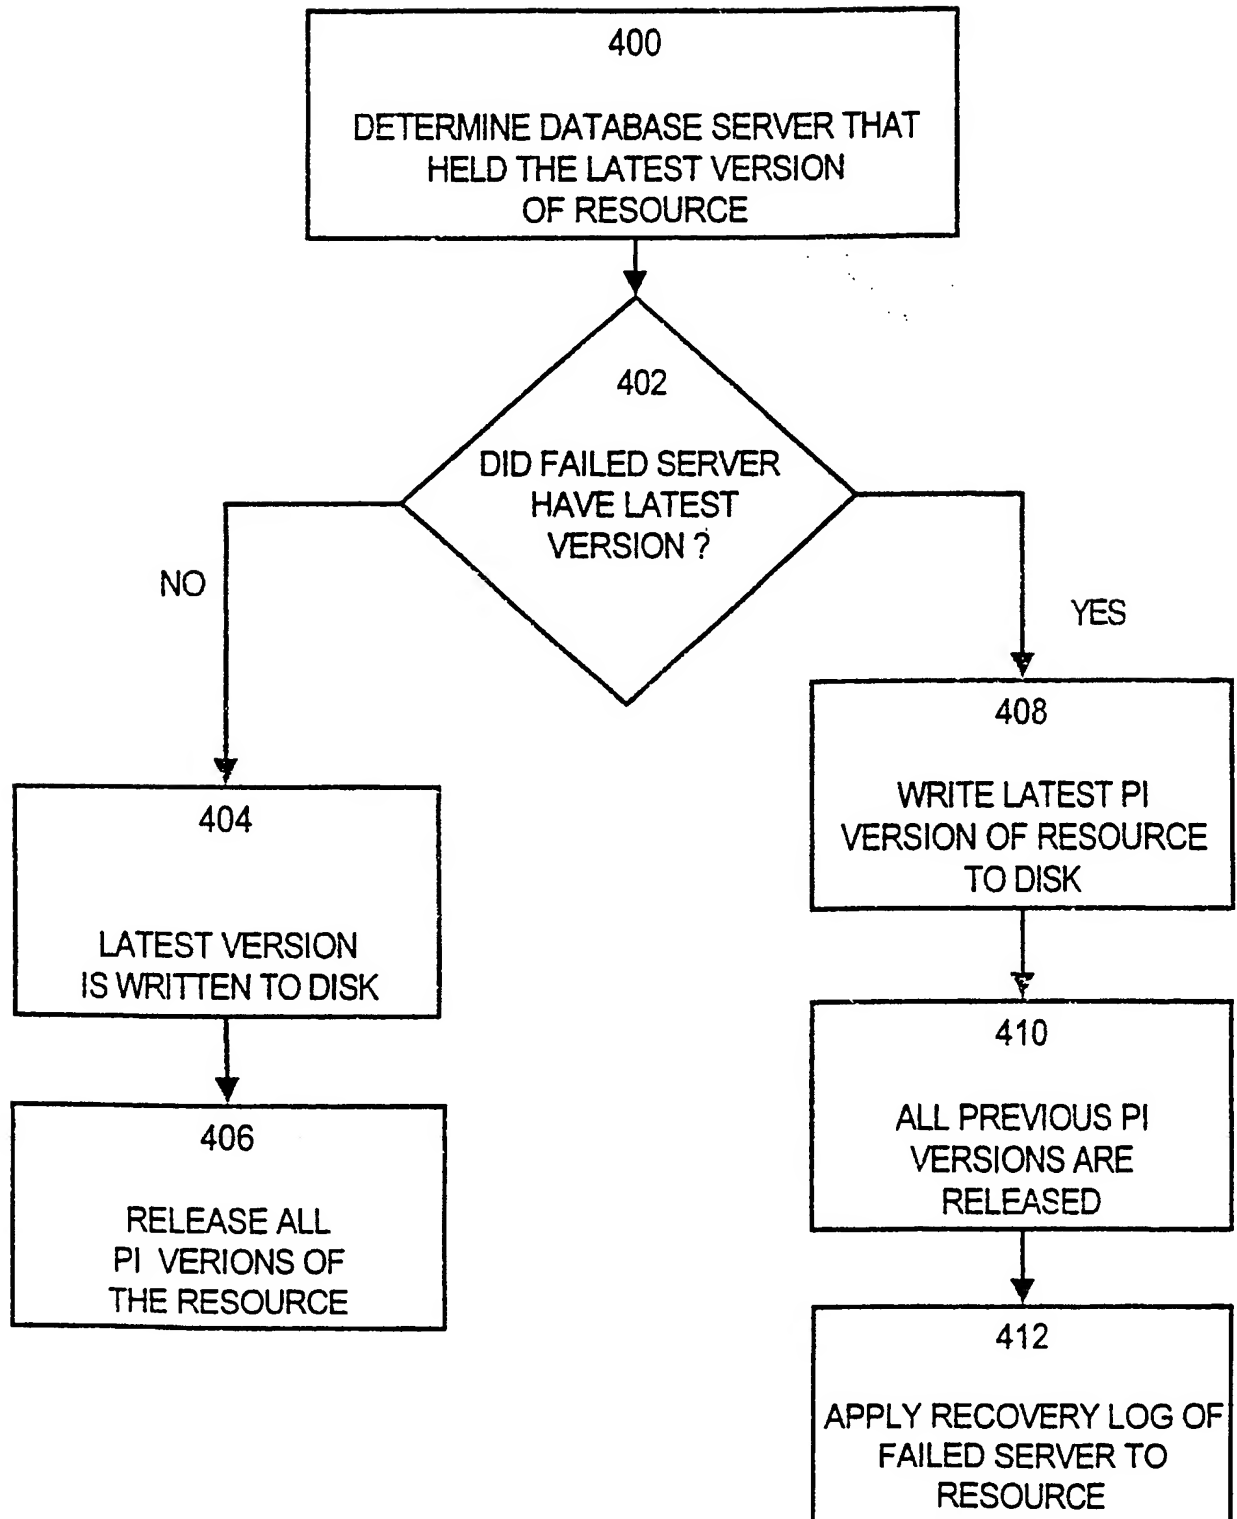 400
DETERMINE DATABASE SERVER THAT
HELD THE LATEST VERSION
OF RESOURCE
402
DID FAILED SERVER
HAVE LATEST
VERSION ?
NO
YES
404
LATEST VERSION
IS WRITTEN TO DISK
406
RELEASE ALL
PI VERIONS OF
THE RESOURCE
408
WRITE LATEST PI
VERSION OF RESOURCE
TO DISK
410
ALL PREVIOUS PI
VERSIONS ARE
RELEASED
412
APPLY RECOVERY LOG OF
FAILED SERVER TO
RESOURCE